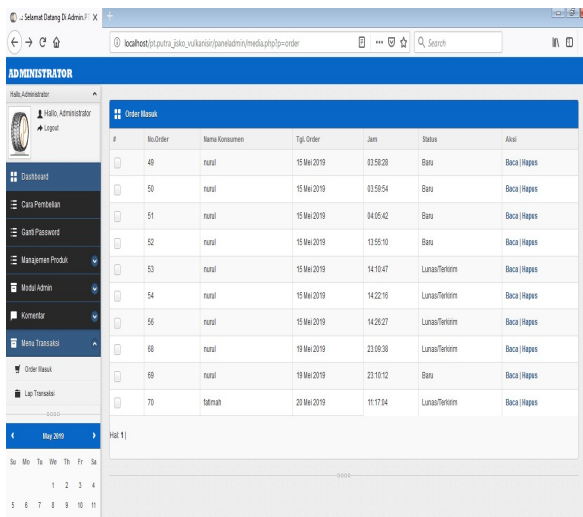 .: Selamat Datang Di Admin.PT X
localhost/pt.putra_jisko_vulkanisir/paneladmin/media.php?p=order
Search
ADMINISTRATOR
Hallo, Administrator
Hallo, Administrator
Logout
Dashboard
Cara Pembelian
Ganti Password
Manajemen Produk
Modul Admin
Komentar
Menu Transaksi
Order Masuk
Lap Transaksi
May 2019
Su Mo Tu We Th Fr Sa
1 2 3 4
5 6 7 8 9 10 11
Order Masuk
# No.Order Nama Konsumen Tgl. Order Jam Status Aksi
49 nurul 15 Mei 2019 03:58:28 Baru Baca | Hapus
50 nurul 15 Mei 2019 03:59:54 Baru Baca | Hapus
51 nurul 15 Mei 2019 04:05:42 Baru Baca | Hapus
52 nurul 15 Mei 2019 13:55:10 Baru Baca | Hapus
53 nurul 15 Mei 2019 14:10:47 Lunas/Terkirim Baca | Hapus
54 nurul 15 Mei 2019 14:22:16 Lunas/Terkirim Baca | Hapus
56 nurul 15 Mei 2019 14:26:27 Lunas/Terkirim Baca | Hapus
68 nurul 19 Mei 2019 23:09:38 Lunas/Terkirim Baca | Hapus
69 nurul 19 Mei 2019 23:10:12 Baru Baca | Hapus
70 fatimah 20 Mei 2019 11:17:04 Lunas/Terkirim Baca | Hapus
Hal: 1 |